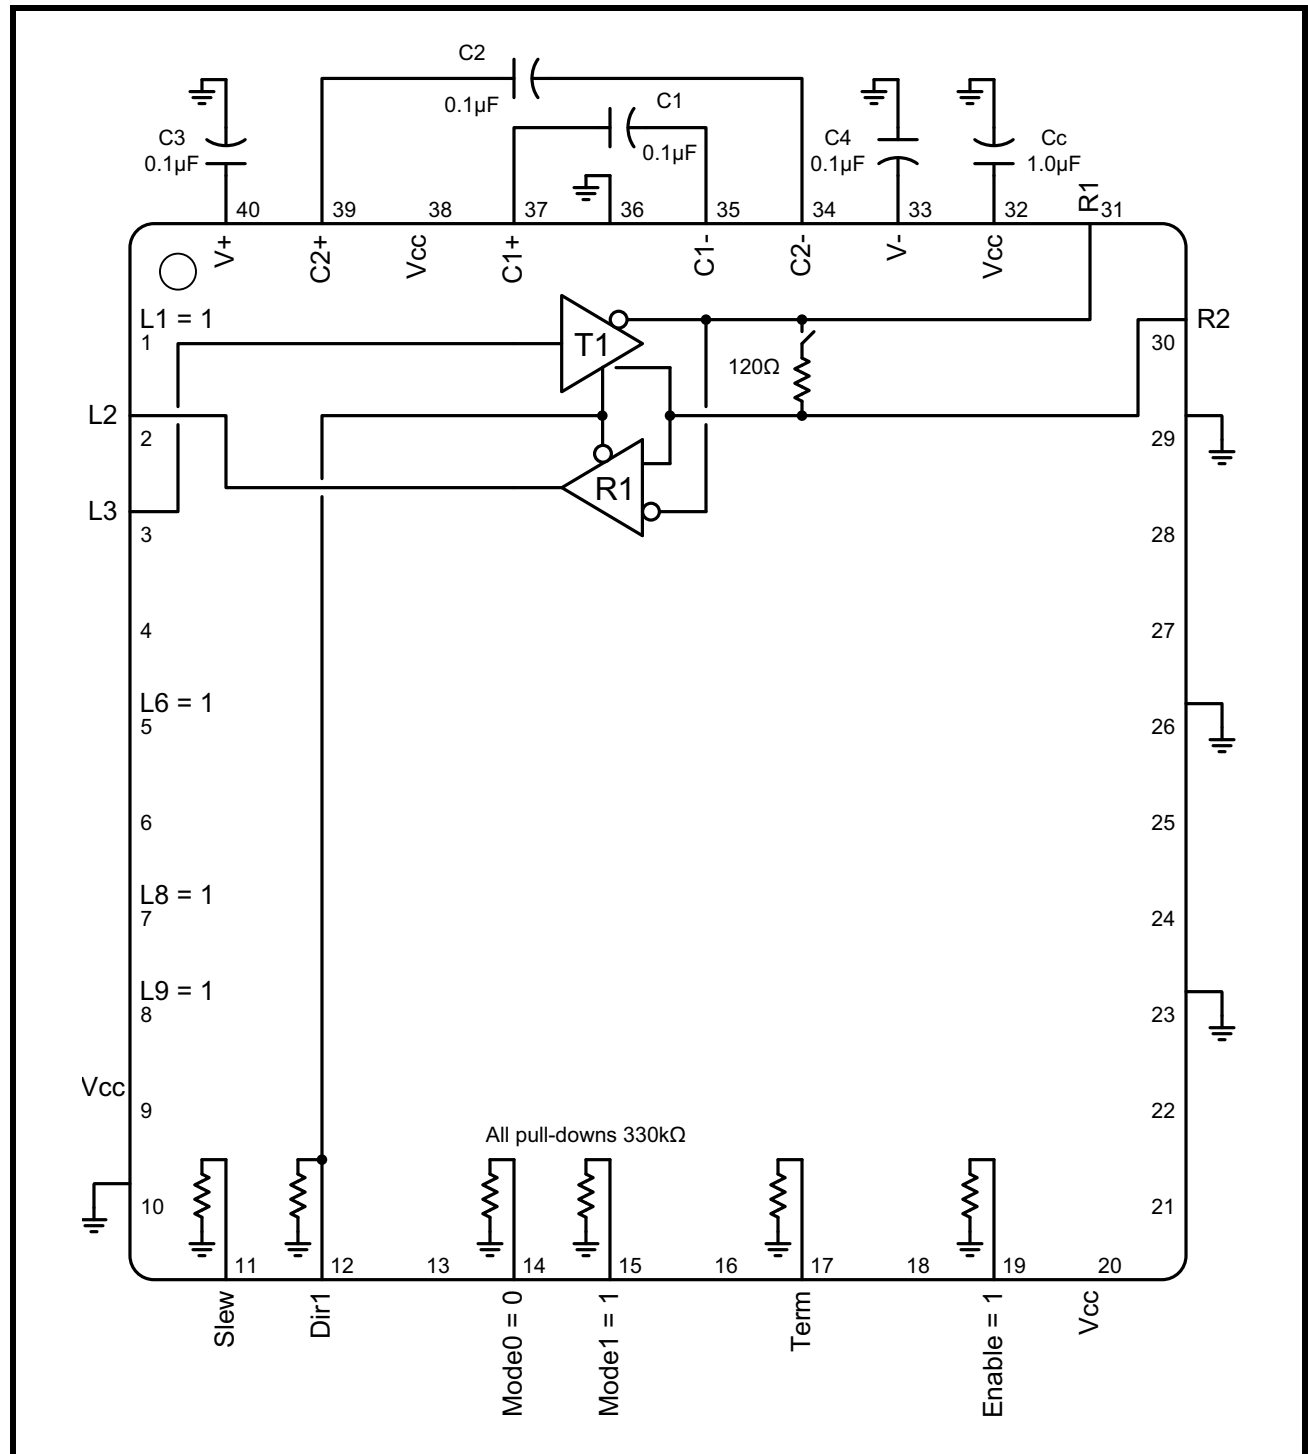 C2
0.1µF
C1
0.1µF
C3
0.1µF
C4
0.1µF
Cc
1.0µF
R1
40
39
38
37
36
35
34
33
32
31
V+
C2+
Vcc
C1+
C1-
C2-
V-
Vcc
L1 = 1
1
T1
120Ω
30
R2
L2
2
29
R1
L3
3
28
4
27
L6 = 1
5
26
6
25
L8 = 1
7
24
L9 = 1
8
23
Vcc
9
22
All pull-downs 330kΩ
10
21
11
12
13
14
15
16
17
18
19
20
Slew
Dir1
Mode0 = 0
Mode1 = 1
Term
Enable = 1
Vcc